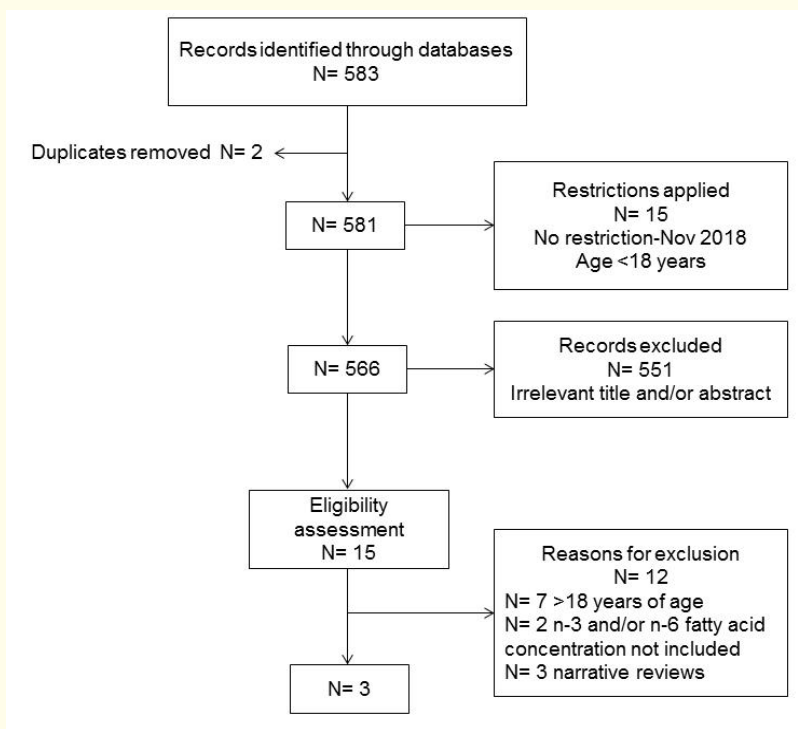 Records identified through databases
N= 583
Duplicates removed N= 2
N= 581
Restrictions applied
N= 15
No restriction-Nov 2018
Age <18 years
N= 566
Records excluded
N= 551
Irrelevant title and/or abstract
Eligibility
assessment
N= 15
Reasons for exclusion
N= 12
N= 7 >18 years of age
N= 2 n-3 and/or n-6 fatty acid
concentration not included
N= 3 narrative reviews
N= 3